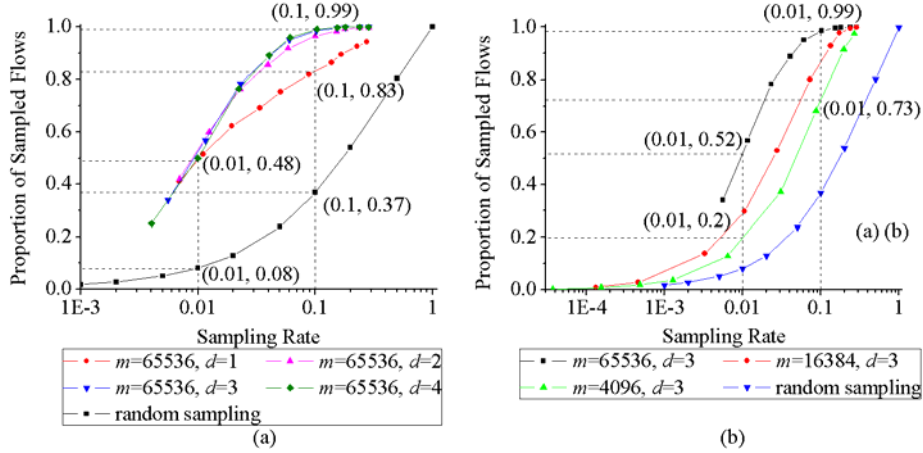 (0.1, 0.99)
1.0
0.8
0.6
0.4
0.2
0.0
Proportion of Sampled Flows
(0.1, 0.83)
(0.01, 0.48)
(0.1, 0.37)
(0.01, 0.08)
1E-3
0.01
0.1
1
Sampling Rate
m=65536, d=1
m=65536, d=2
m=65536, d=3
m=65536, d=4
random sampling
(a)
(0.01, 0.99)
1.0
0.8
0.6
0.4
0.2
0.0
Proportion of Sampled Flows
(0.01, 0.73)
(0.01, 0.52)
(0.01, 0.2)
(a) (b)
1E-4
1E-3
0.01
0.1
1
Sampling Rate
m=65536, d=3
m=16384, d=3
m=4096, d=3
random sampling
(b)